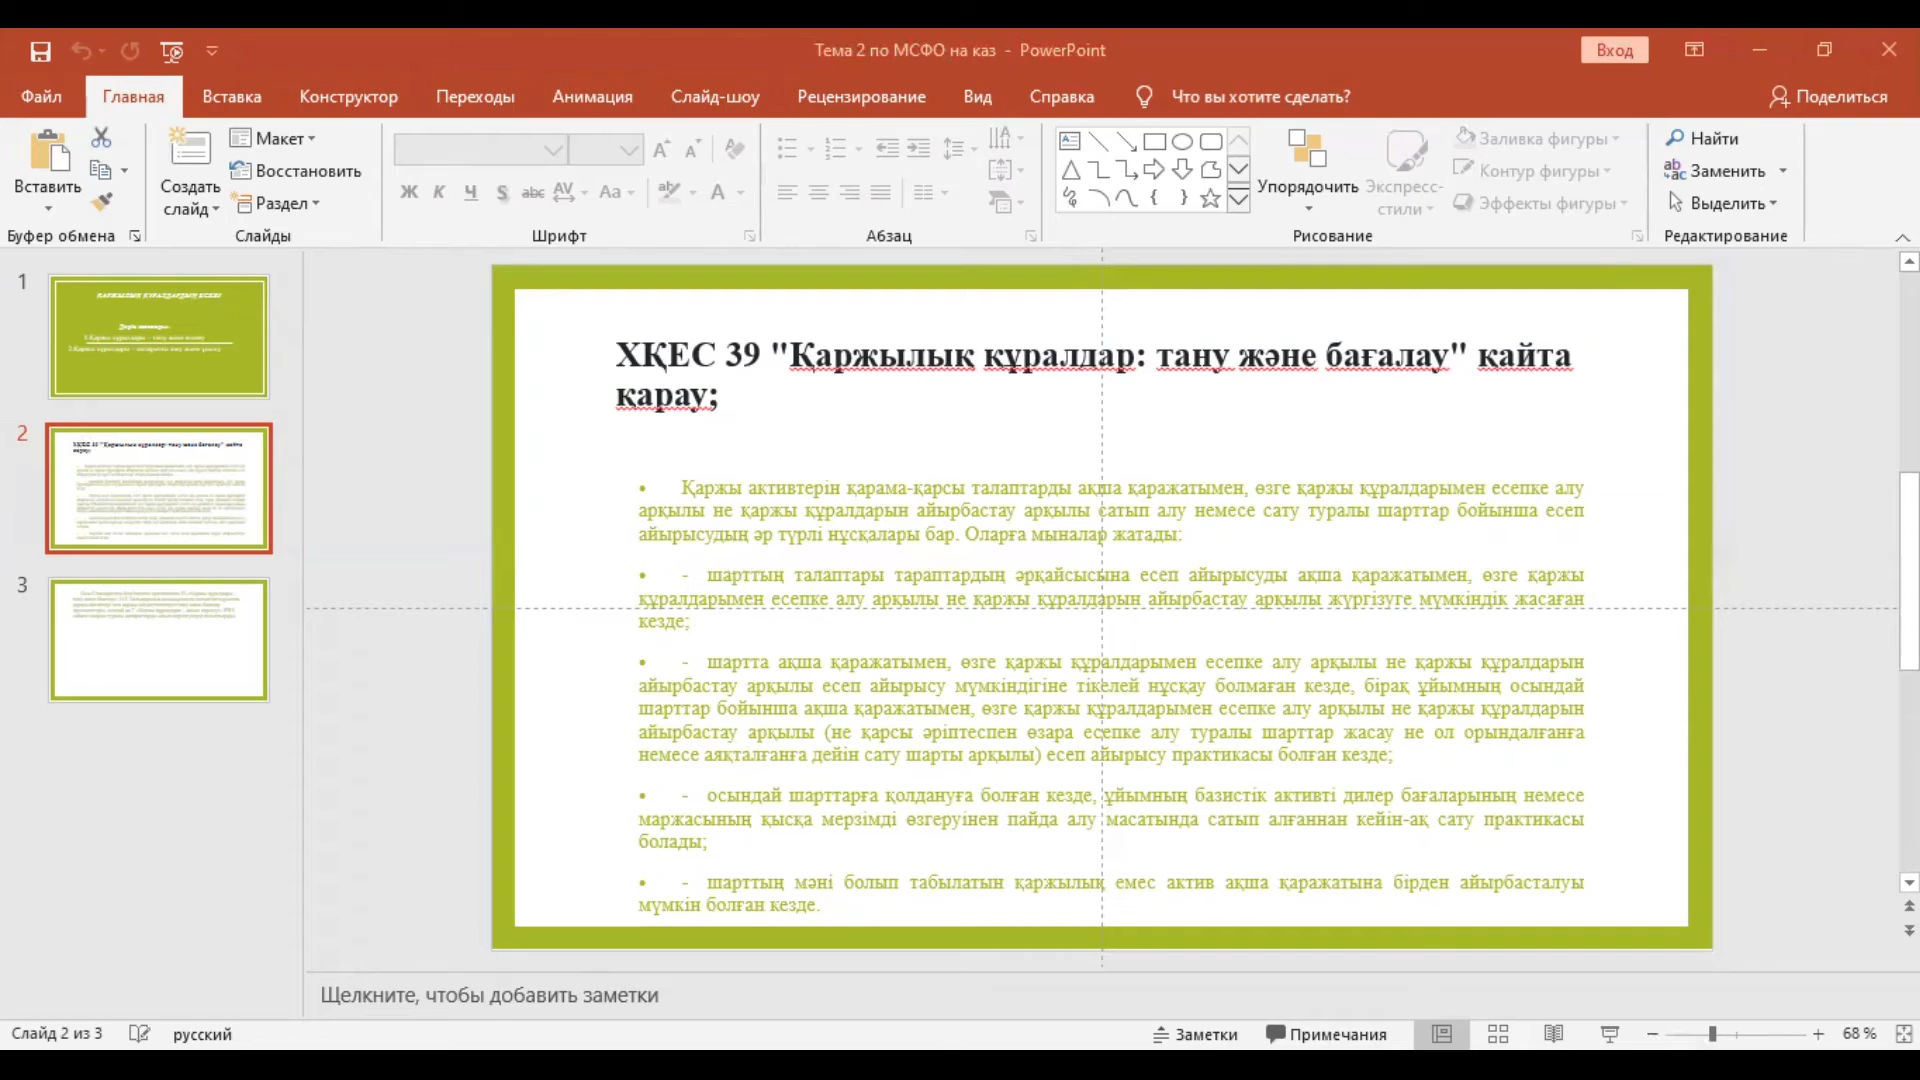 Тема 2 по МСФО на каз - PowerPoint
Вход
Файл
Главная
Вставка
Конструктор
Переходы
Анимация
Слайд-шоу
Рецензирование
Вид
Справка
Что вы хотите сделать?
Поделиться
Вставить
Создать слайд
Макет
Восстановить
Раздел
Ж К Ч S abc AV Aa
А
Заливка фигуры
Контур фигуры
Эффекты фигуры
Упорядочить
Экспресс-стили
Найти
Заменить
Выделить
Буфер обмена
Слайды
Шрифт
Абзац
Рисование
Редактирование
1
2
3
ХҚЕС 39 "Қаржылық құралдар: тану және бағалау" қайта
қарау;
• Қаржы активтерін қарама-қарсы талаптарды ақша қаражатымен, өзге қаржы құралдарымен есепке алу
арқылы не қаржы құралдарын айырбастау арқылы сатып алу немесе сату туралы шарттар бойынша есеп
айырысудың әр түрлі нұсқалары бар. Оларға мыналар жатады:
• - шарттың талаптары тараптардың әрқайсысына есеп айырысуды ақша қаражатымен, өзге қаржы
құралдарымен есепке алу арқылы не қаржы құралдарын айырбастау арқылы жүргізуге мүмкіндік жасаған
кезде;
• - шартта ақша қаражатымен, өзге қаржы құралдарымен есепке алу арқылы не қаржы құралдарын
айырбастау арқылы есеп айырысу мүмкіндігіне тікелей нұсқау болмаған кезде, бірақ ұйымның осындай
шарттар бойынша ақша қаражатымен, өзге қаржы құралдарымен есепке алу арқылы не қаржы құралдарын
айырбастау арқылы (не қарсы әріптеспен өзара есепке алу туралы шарттар жасау не ол орындалғанға
немесе аяқталғанға дейін сату шарты арқылы) есеп айырысу практикасы болған кезде;
• - осындай шарттарға қолдануға болған кезде, ұйымның базистік активті дилер бағаларының немесе
маржасының қысқа мерзімді өзгеруінен пайда алу масатында сатып алғаннан кейін-ақ сату практикасы
болады;
• - шарттың мәні болып табылатын қаржылық емес актив ақша қаражатына бірден айырбасталуы
мүмкін болған кезде.
Щелкните, чтобы добавить заметки
Слайд 2 из 3
русский
Заметки
Примечания
68 %